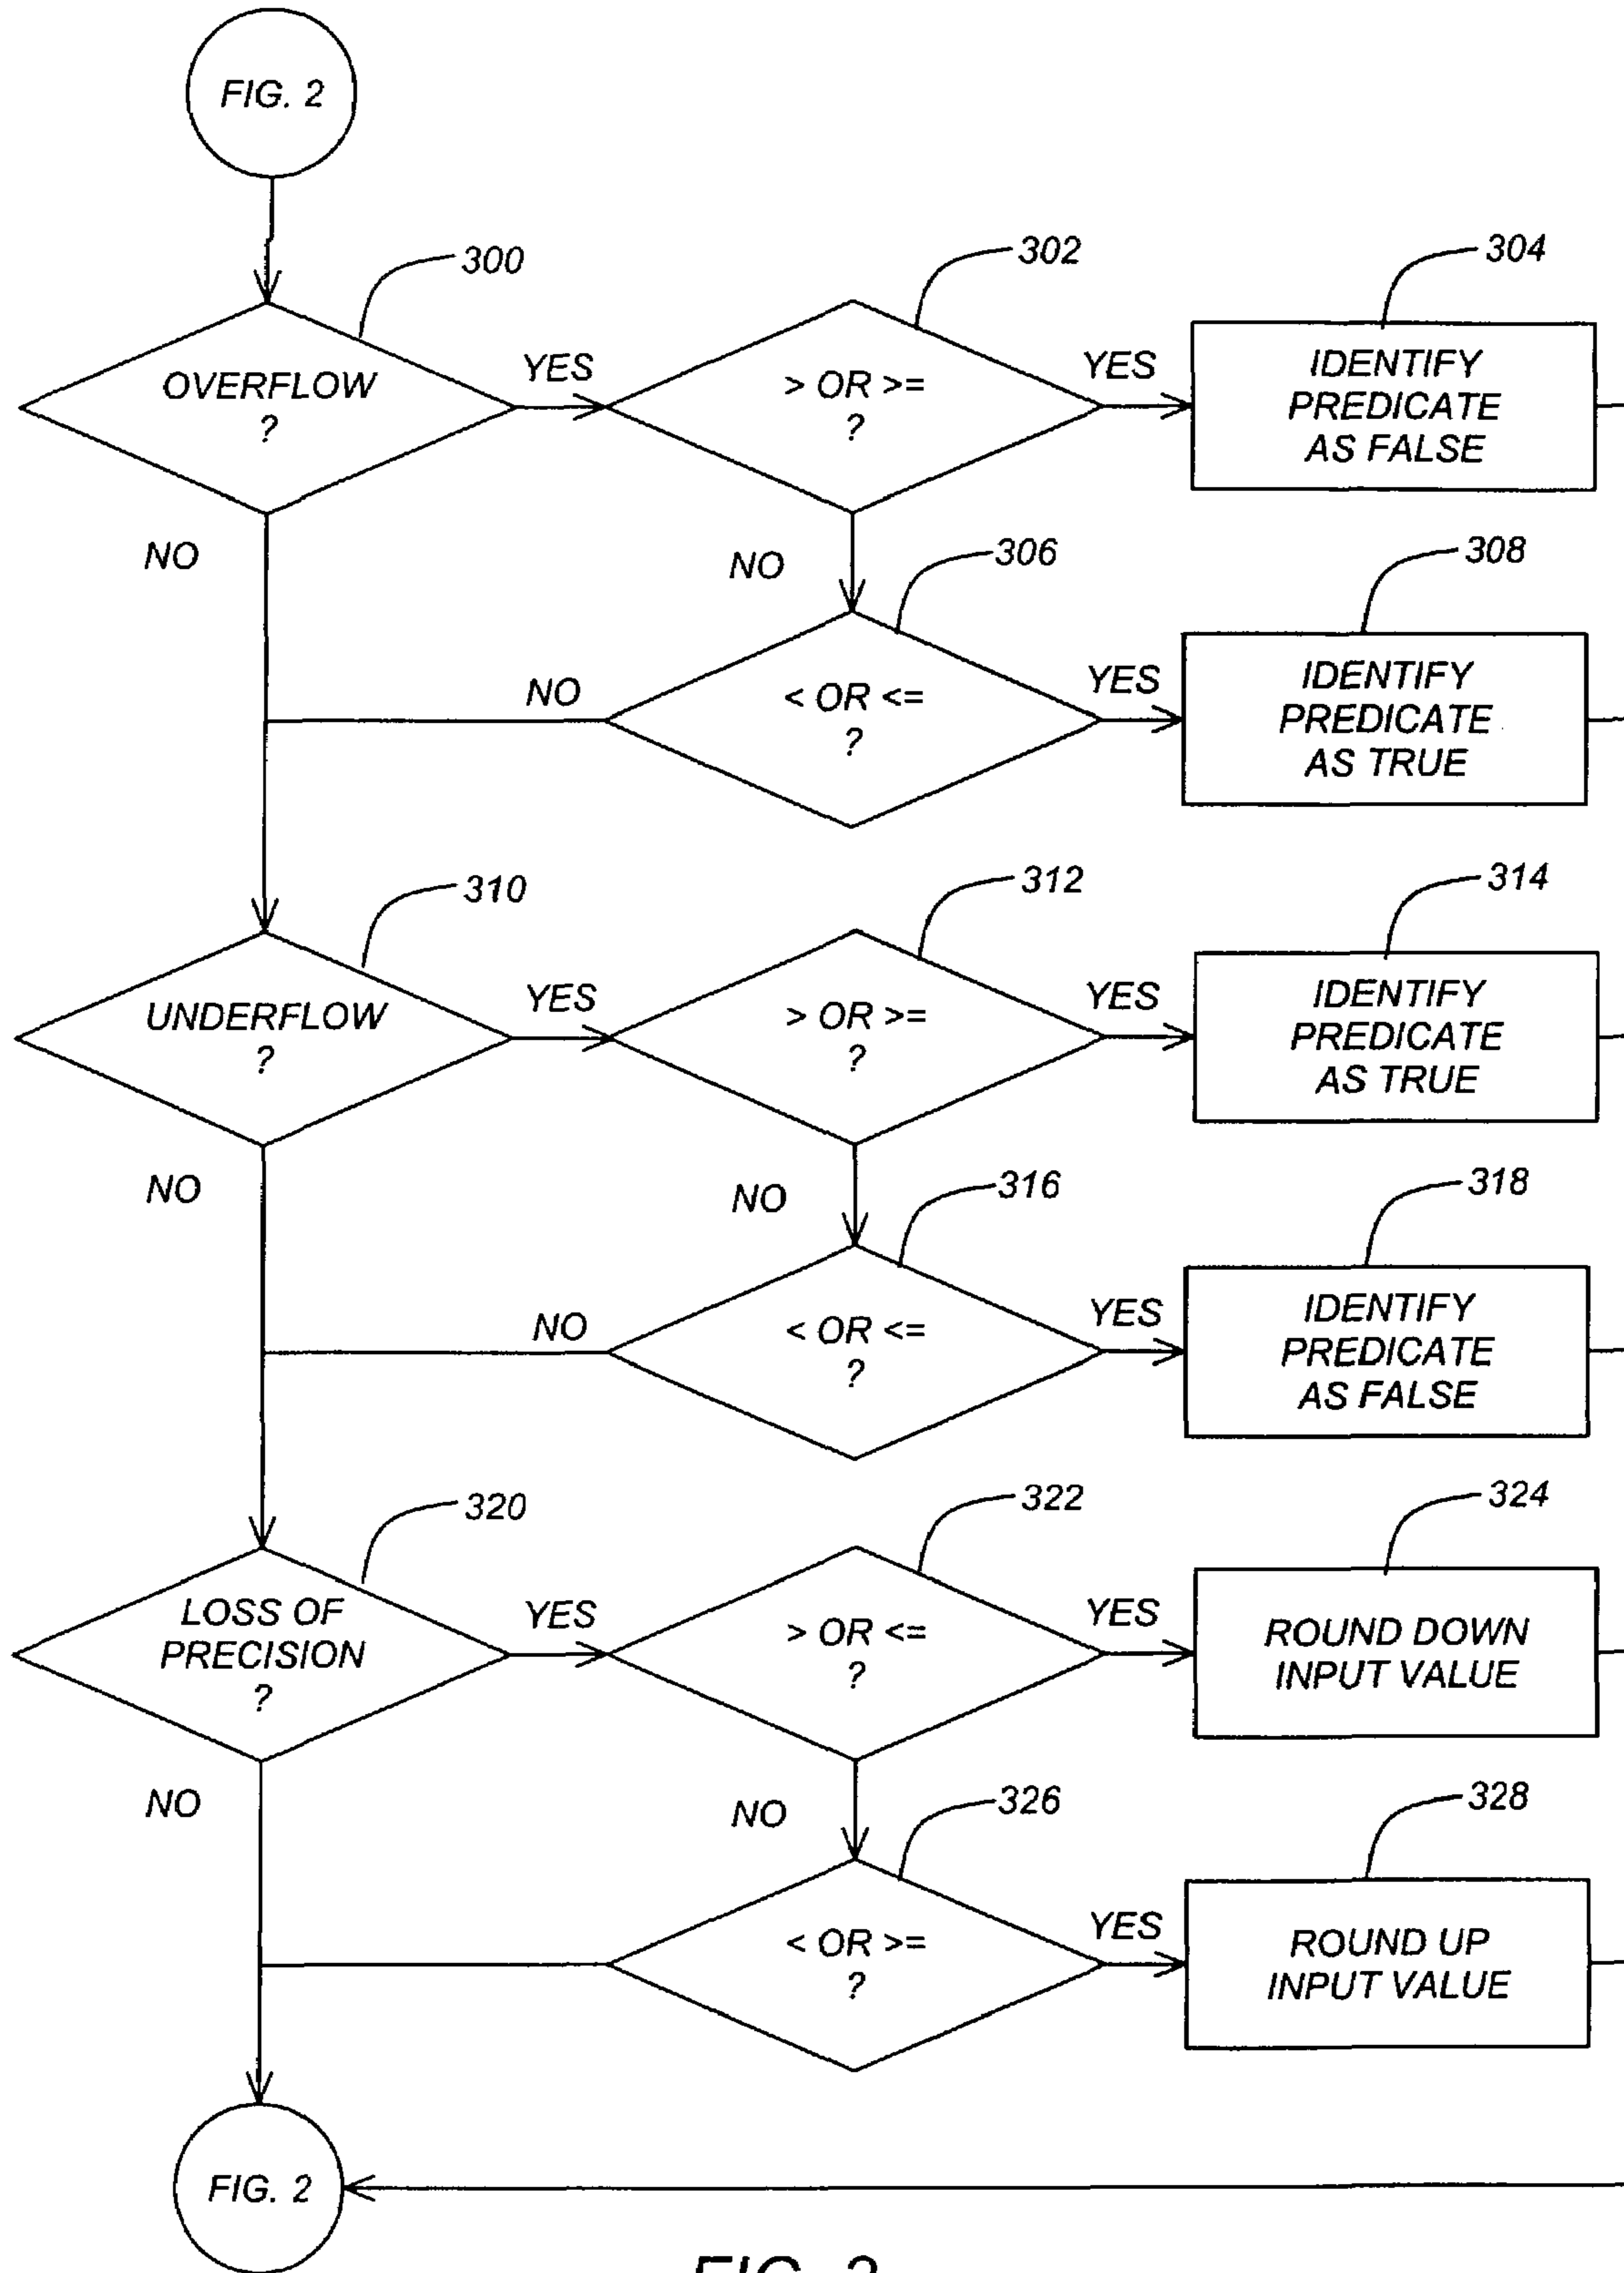 FIG. 2
300
302
304
OVERFLOW
?
YES
> OR >=
?
YES
IDENTIFY
PREDICATE
AS FALSE
NO
NO
306
308
NO
< OR <=
?
YES
IDENTIFY
PREDICATE
AS TRUE
310
312
314
UNDERFLOW
?
YES
> OR >=
?
YES
IDENTIFY
PREDICATE
AS TRUE
NO
NO
316
318
NO
< OR <=
?
YES
IDENTIFY
PREDICATE
AS FALSE
320
322
324
LOSS OF
PRECISION
?
YES
> OR <=
?
YES
ROUND DOWN
INPUT VALUE
NO
NO
326
328
< OR >=
?
YES
ROUND UP
INPUT VALUE
FIG. 2
FIG.